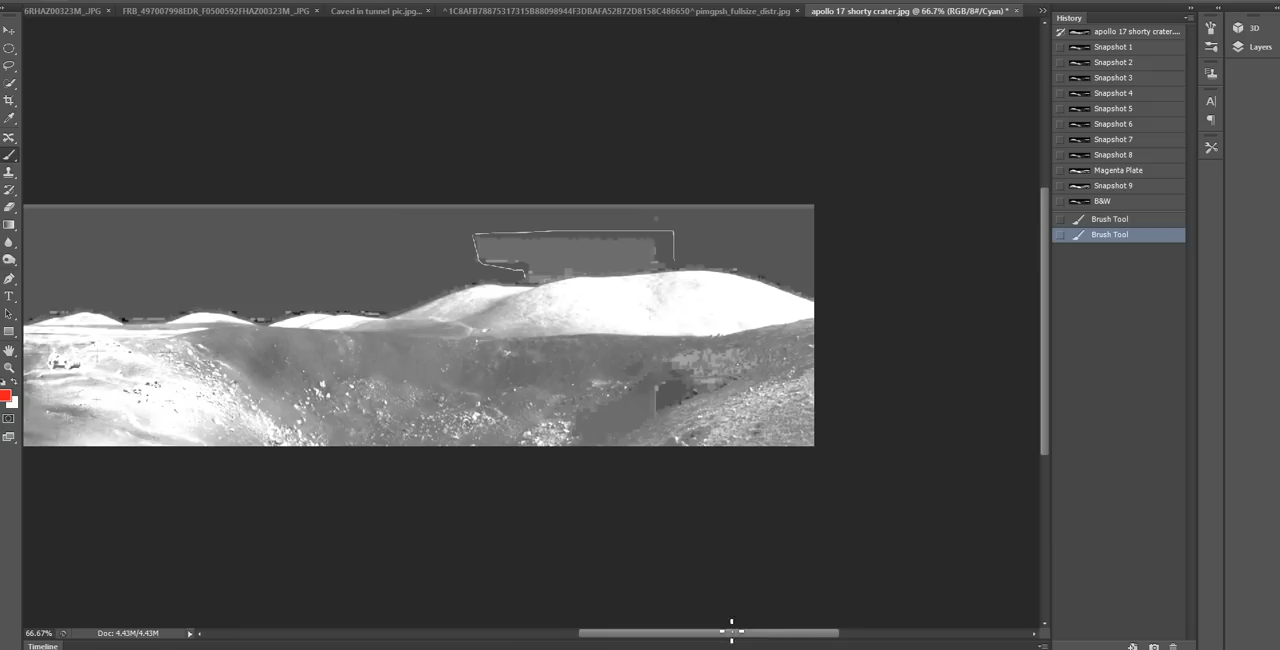 6RHAZ00323M_.JPG
FRB_497007998EDR_F0500592FHAZ00323M_.JPG
Caved in tunnel pic.jpg...
^1C8AFB78875317315B88098944F3DBAFA52B72D8158C486650^pimgpsh_fullsize_distr.jpg
apollo 17 shorty crater.jpg @ 66.7% (RGB/8#/Cyan) *
History
apollo 17 shorty crater....
Snapshot 1
Snapshot 2
Snapshot 3
Snapshot 4
Snapshot 5
Snapshot 6
Snapshot 7
Snapshot 8
Magenta Plate
Snapshot 9
B&W
Brush Tool
Brush Tool
3D
Layers
66.67%
Doc: 4.43M/4.43M
Timeline